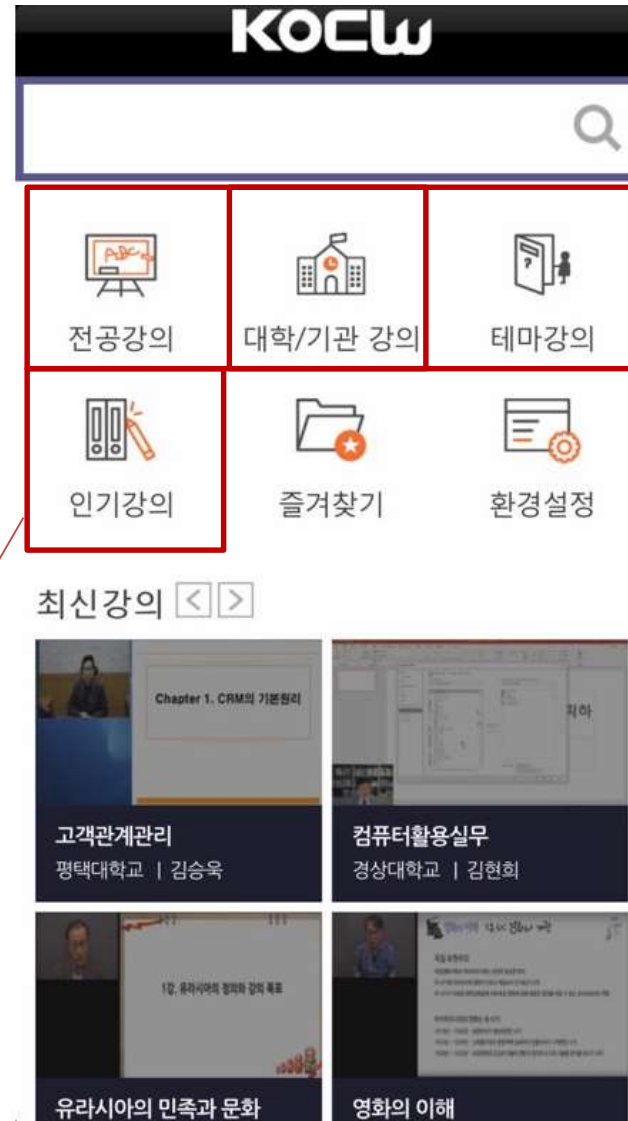 KOCW
ABC
전공강의
대학/기관 강의
?
테마강의
인기강의
즐겨찾기
환경설정
최신강의 < >
Chapter 1. CRM의 기본원리
고객관계관리
평택대학교 | 김승욱
컴퓨터활용실무
경상대학교 | 김현희
1강. 유라시아의 정의와 강의 목표
유라시아의 민족과 문화
영화의 이해